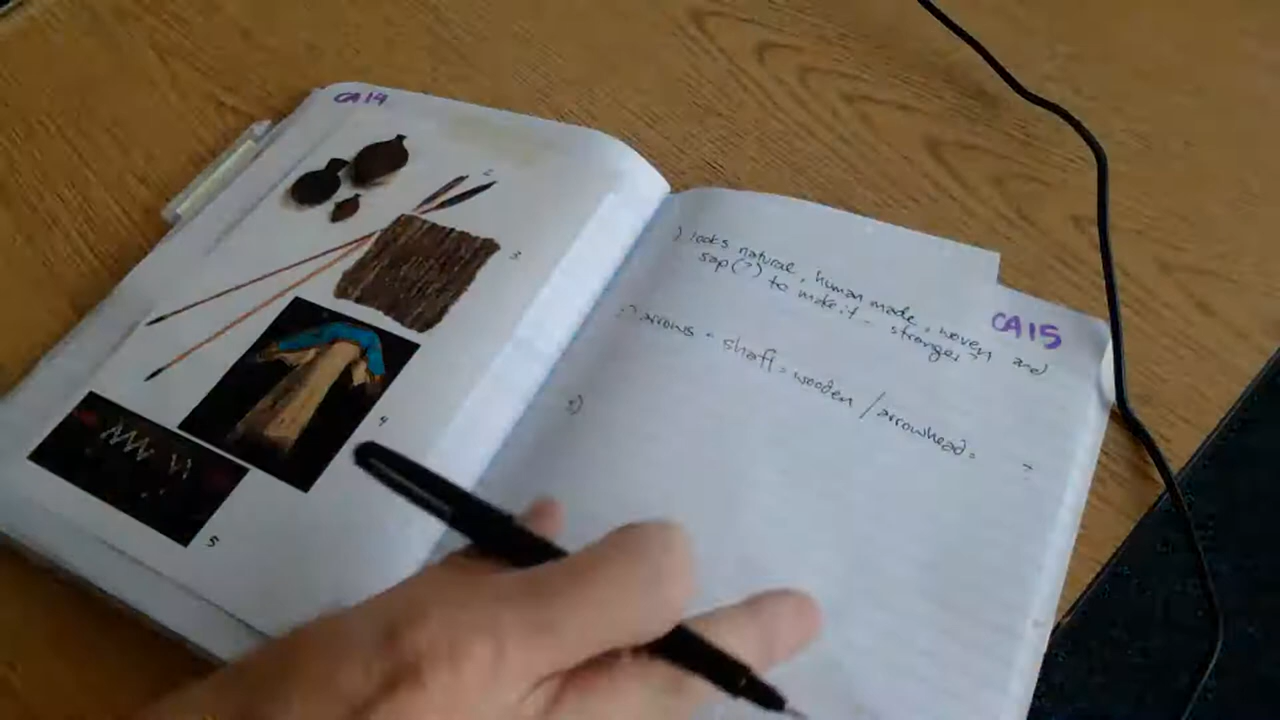 CA14
2
3
4
5
CA15
1) looks natural, human made, woven and
sap(?) to make it - stronger
arrows - shaft = wooden / arrowhead = ?
3)